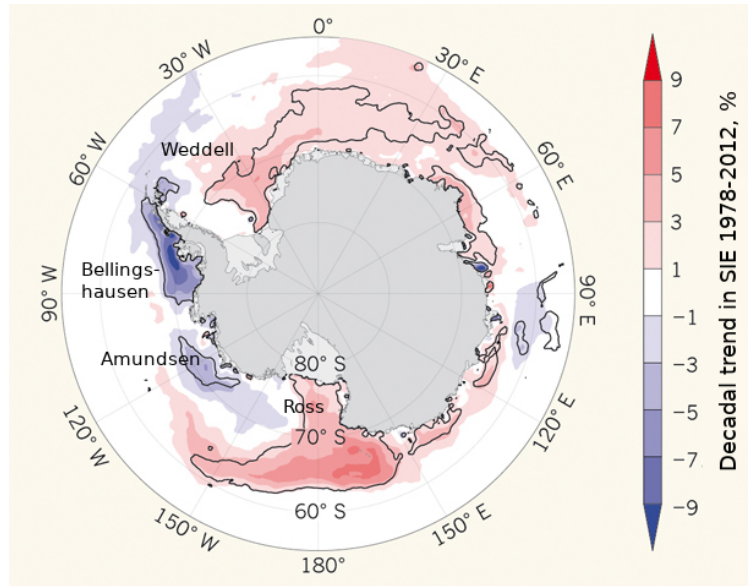 0°
30° W
30° E
Weddell
60° W
60° E
Bellings-
hausen
90° W
90° E
Amundsen
80° S
Ross
70° S
120° W
120° E
60° S
150° W
150° E
180°
9
7
5
3
1
−1
−3
−5
−7
−9
Decadal trend in SIE 1978-2012, %